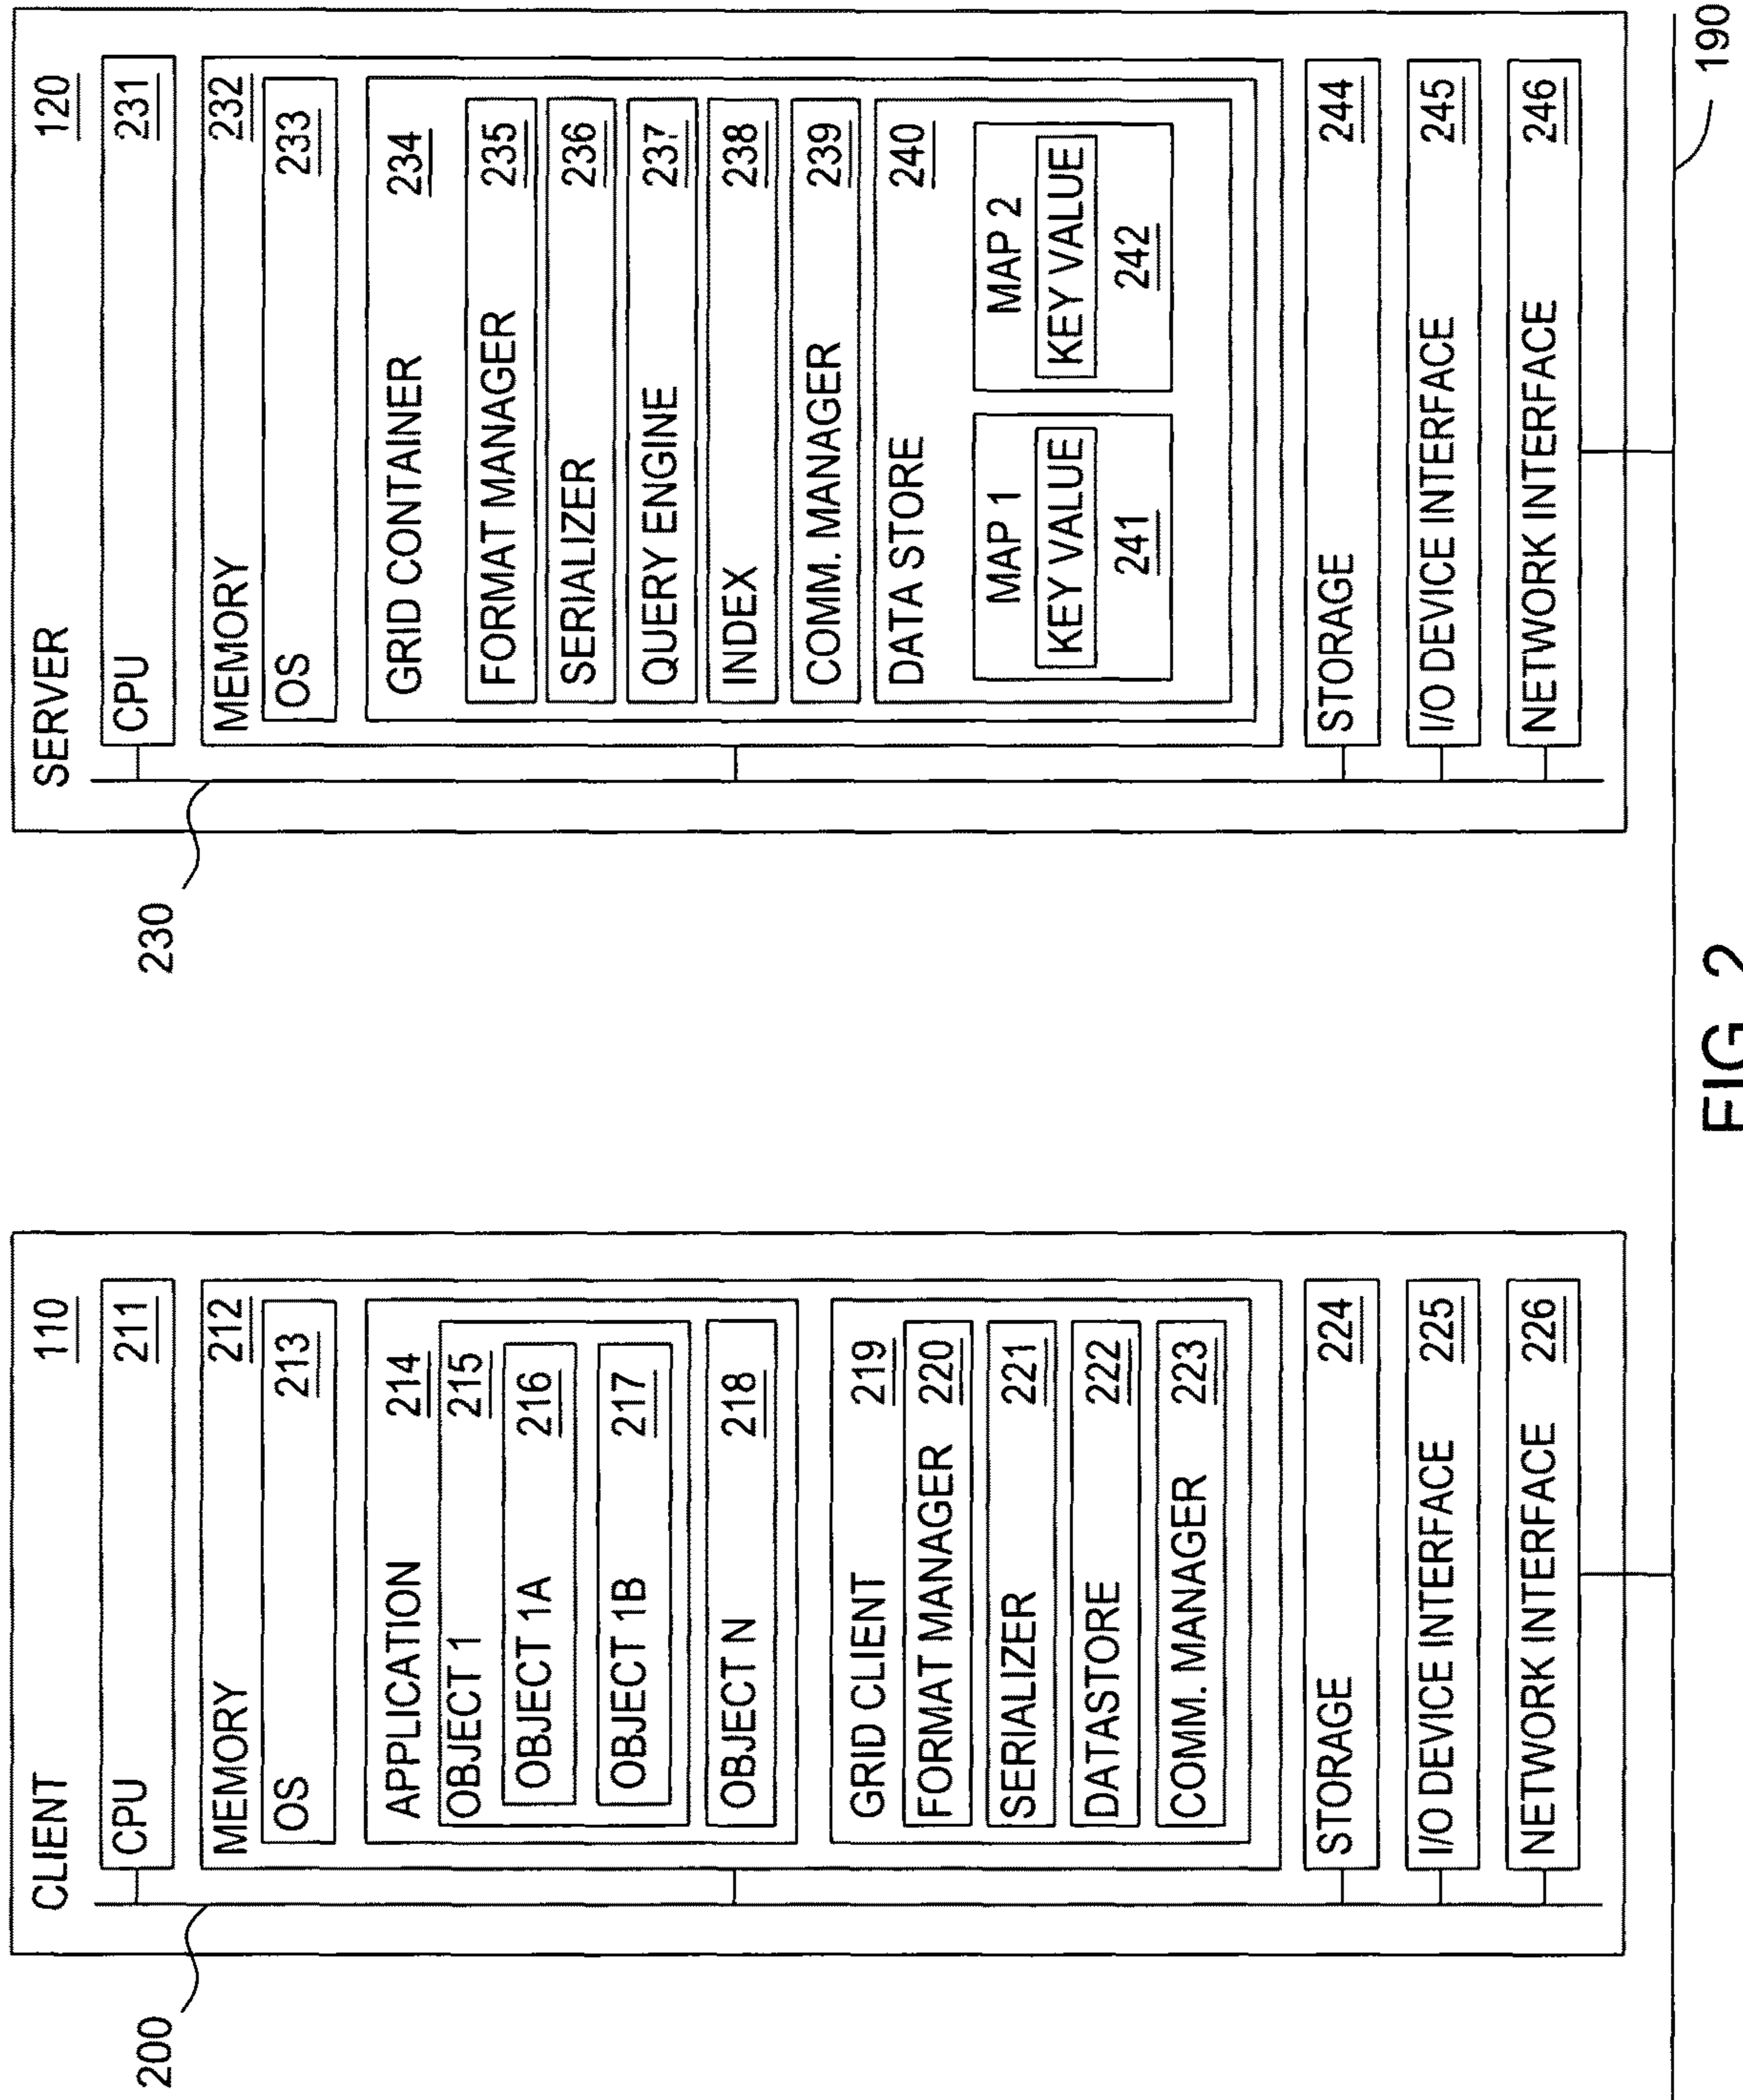 CLIENT 110
CPU 211
MEMORY 212
OS 213
APPLICATION 214
OBJECT 1 215
OBJECT 1A 216
OBJECT 1B 217
OBJECT N 218
GRID CLIENT 219
FORMAT MANAGER 220
SERIALIZER 221
DATASTORE 222
COMM. MANAGER 223
STORAGE 224
I/O DEVICE INTERFACE 225
NETWORK INTERFACE 226
200
SERVER 120
CPU 231
MEMORY 232
OS 233
GRID CONTAINER 234
FORMAT MANAGER 235
SERIALIZER 236
QUERY ENGINE 237
INDEX 238
COMM. MANAGER 239
DATA STORE 240
MAP 1
KEY VALUE
241
MAP 2
KEY VALUE
242
STORAGE 244
I/O DEVICE INTERFACE 245
NETWORK INTERFACE 246
230
190
FIG. 2